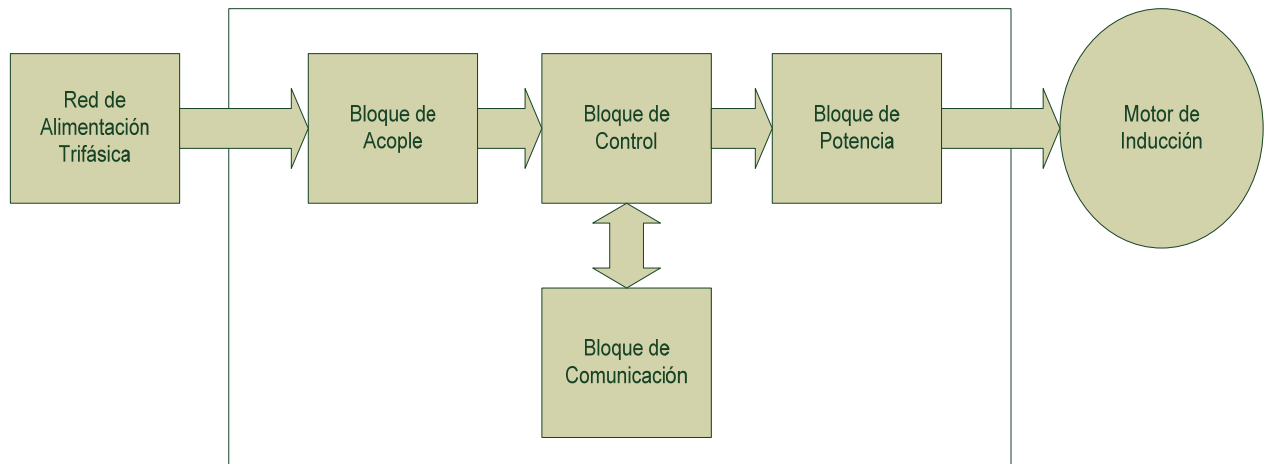 Red de
Alimentación
Trifásica
Bloque de
Acople
Bloque de
Control
Bloque de
Potencia
Motor de
Inducción
Bloque de
Comunicación